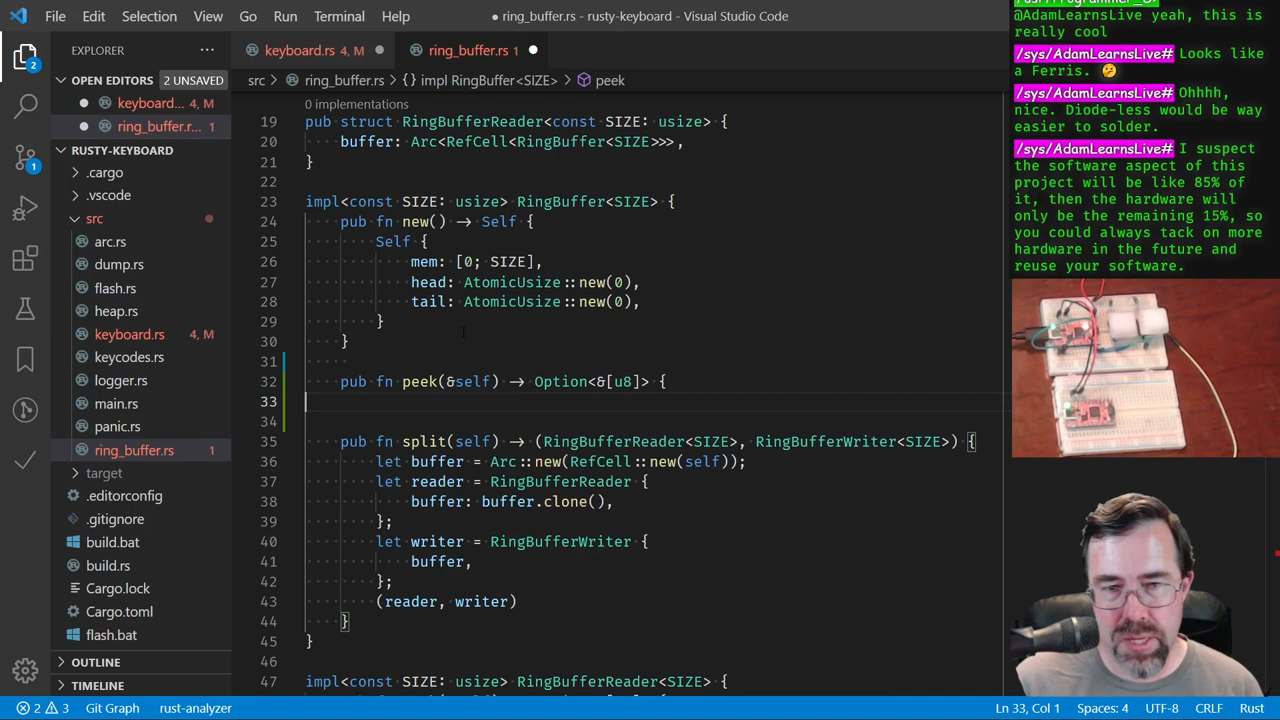 File Edit Selection View Go Run Terminal Help
● ring_buffer.rs - rusty-keyboard - Visual Studio Code
EXPLORER ···
OPEN EDITORS 2 UNSAVED
keyboard... 4, M
ring_buffer.r... 1
RUSTY-KEYBOARD
.cargo
.vscode
src
arc.rs
dump.rs
flash.rs
heap.rs
keyboard.rs 4, M
keycodes.rs
logger.rs
main.rs
panic.rs
ring_buffer.rs 1
target
.editorconfig
.gitignore
build.bat
build.rs
Cargo.lock
Cargo.toml
flash.bat
OUTLINE
TIMELINE
2
1
keyboard.rs 4, M
ring_buffer.rs 1
src > ring_buffer.rs > {} impl RingBuffer<SIZE> > peek
0 implementations
19 pub struct RingBufferReader<const SIZE: usize> {
20 buffer: Arc<RefCell<RingBuffer<SIZE>>>,
21 }
22
23 impl<const SIZE: usize> RingBuffer<SIZE> {
24 pub fn new() -> Self {
25 Self {
26 mem: [0; SIZE],
27 head: AtomicUsize::new(0),
28 tail: AtomicUsize::new(0),
29 }
30 }
31
32 pub fn peek(&self) -> Option<&[u8]> {
33
34
35 pub fn split(self) -> (RingBufferReader<SIZE>, RingBufferWriter<SIZE>) {
36 let buffer = Arc::new(RefCell::new(self));
37 let reader = RingBufferReader {
38 buffer: buffer.clone(),
39 };
40 let writer = RingBufferWriter {
41 buffer,
42 };
43 (reader, writer)
44 }
45 }
46
47 impl<const SIZE: usize> RingBufferReader<SIZE> {
@AdamLearnsLive yeah, this is
really cool
/sys/AdamLearnsLive# Looks like
a Ferris. 🤔
/sys/AdamLearnsLive# Ohhhh,
nice. Diode-less would be way
easier to solder.
/sys/AdamLearnsLive# I suspect
the software aspect of this
project will be like 85% of
it, then the hardware will
only be the remaining 15%, so
you could always tack on more
hardware in the future and
reuse your software.
2 3 Git Graph rust-analyzer
Ln 33, Col 1 Spaces: 4 UTF-8 CRLF Rust